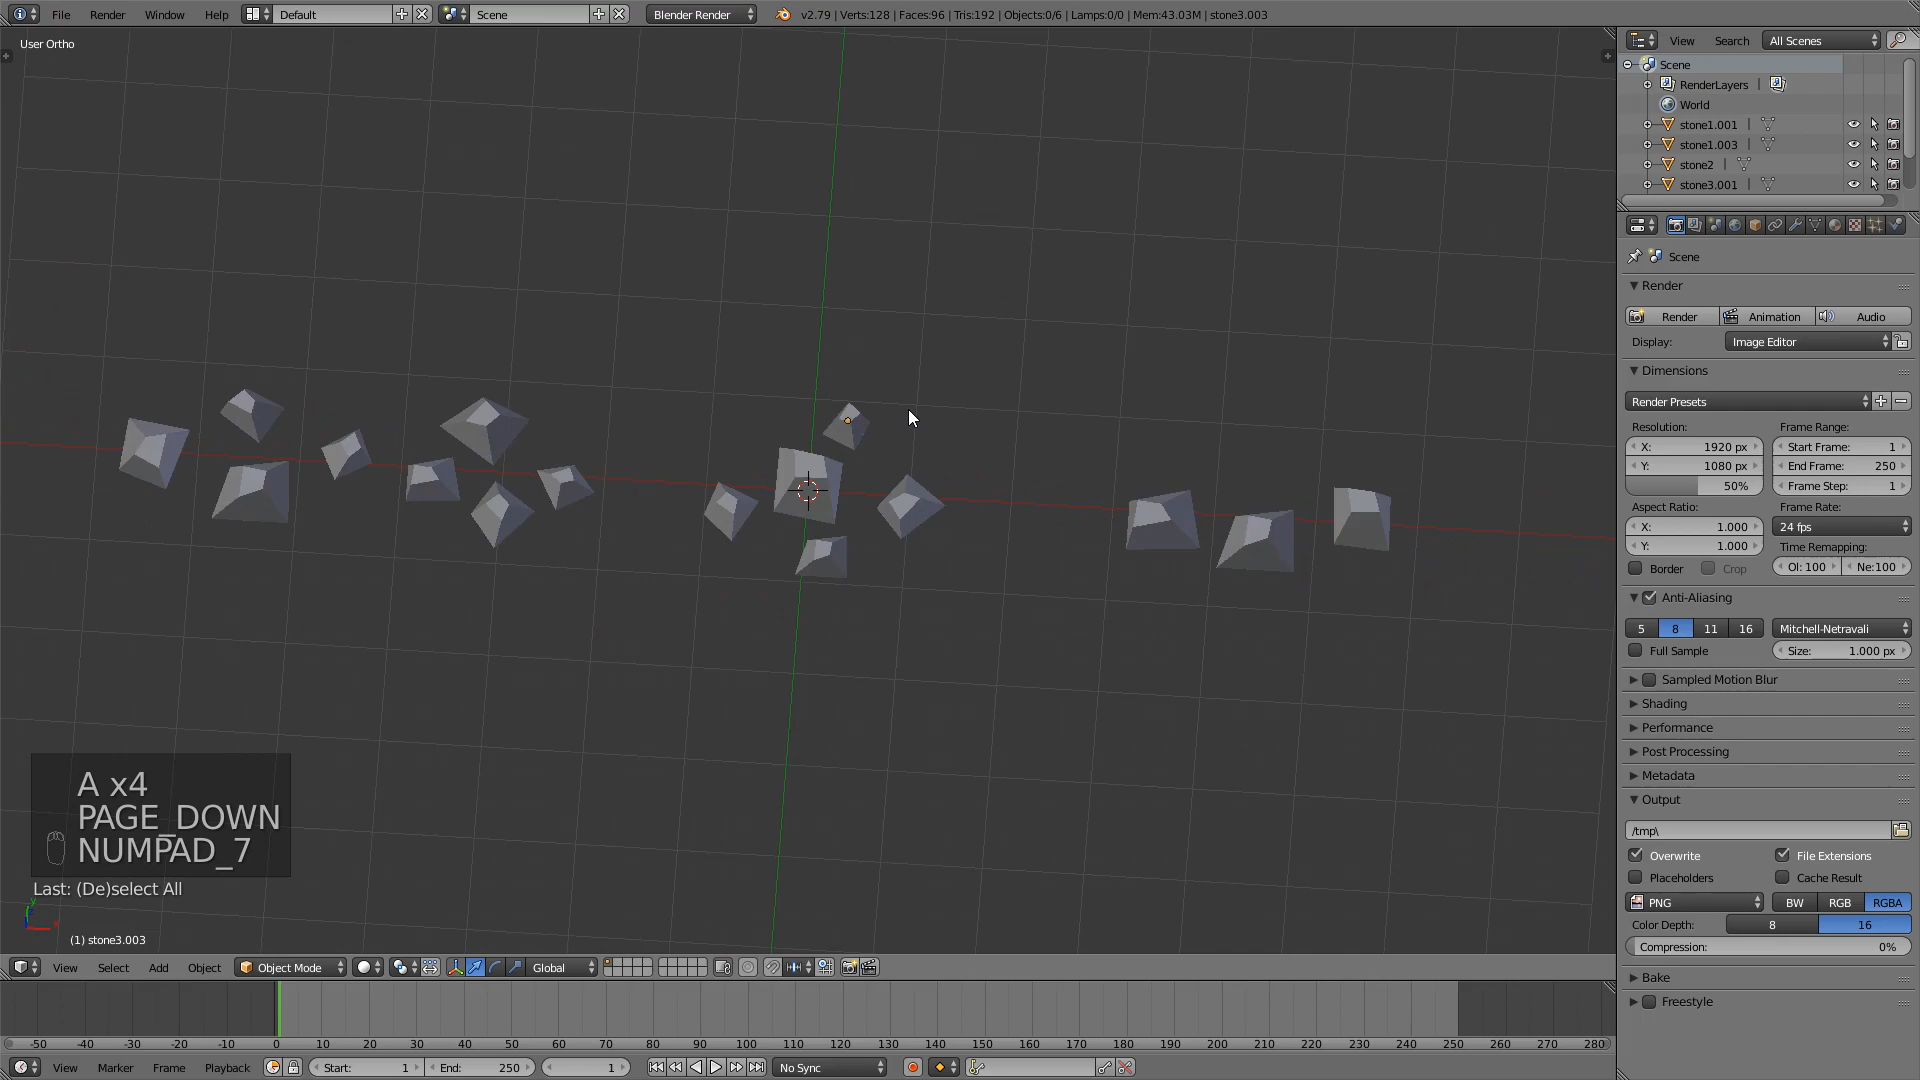 File Render Window Help Default Scene Blender Render v2.79 | Verts:128 | Faces:96 | Tris:192 | Objects:0/6 | Lamps:0/0 | Mem:43.03M | stone3.003
User Ortho
View Search All Scenes
Scene
RenderLayers |
World
stone1.001 |
stone1.003 |
stone2 |
stone3.001 |
Scene
Render
Render Animation Audio
Display: Image Editor
Dimensions
Render Presets
Resolution: Frame Range:
X: 1920 px Start Frame: 1
Y: 1080 px End Frame: 250
50% Frame Step: 1
Aspect Ratio: Frame Rate:
X: 1.000 24 fps
Y: 1.000 Time Remapping:
Border Crop Ol: 100 Ne:100
Anti-Aliasing
5 8 11 16 Mitchell-Netravali
Full Sample Size: 1.000 px
Sampled Motion Blur
Shading
Performance
Post Processing
Metadata
Output
/tmp\
Overwrite File Extensions
Placeholders Cache Result
PNG BW RGB RGBA
Color Depth: 8 16
Compression: 0%
Bake
Freestyle
A x4
PAGE_DOWN
NUMPAD_7
Last: (De)select All
(1) stone3.003
View Select Add Object Object Mode Global
-50 -40 -30 -20 -10 0 10 20 30 40 50 60 70 80 90 100 110 120 130 140 150 160 170 180 190 200 210 220 230 240 250 260 270 280
View Marker Frame Playback Start: 1 End: 250 1 No Sync